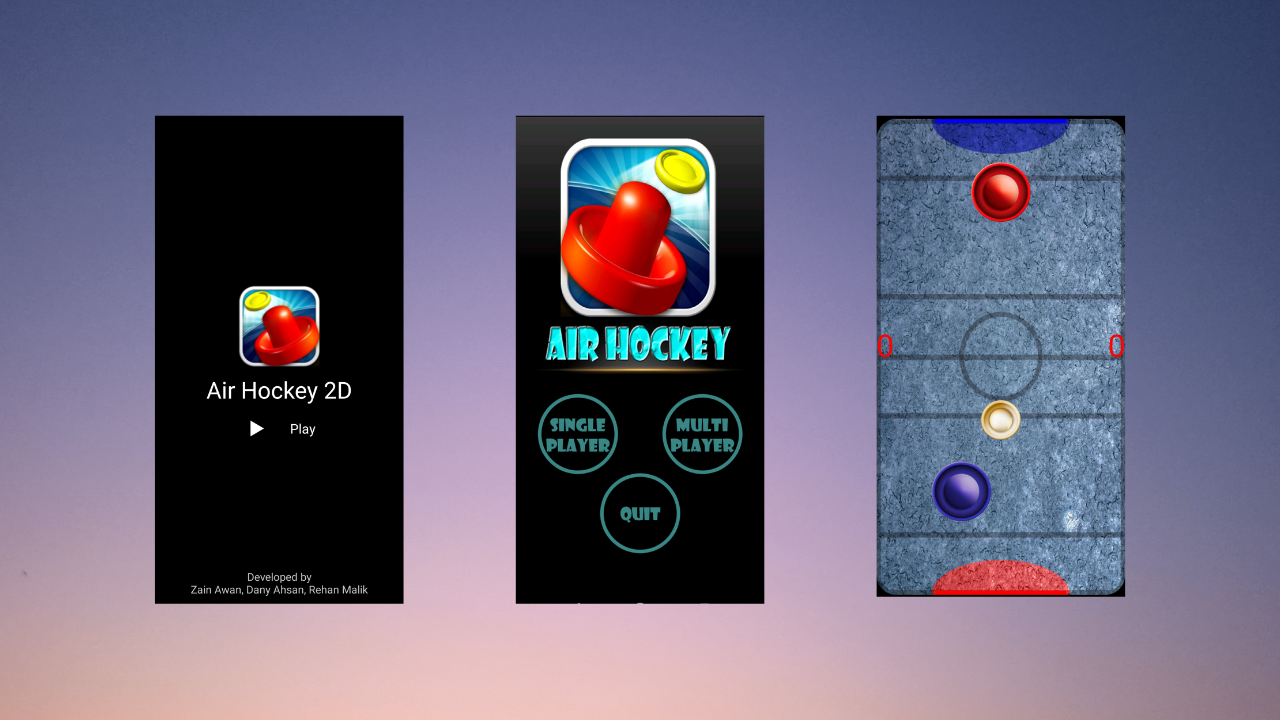 Air Hockey 2D
Play
Developed by
Zain Awan, Dany Ahsan, Rehan Malik
AIR HOCKEY
SINGLE
PLAYER
MULTI
PLAYER
QUIT
0
0